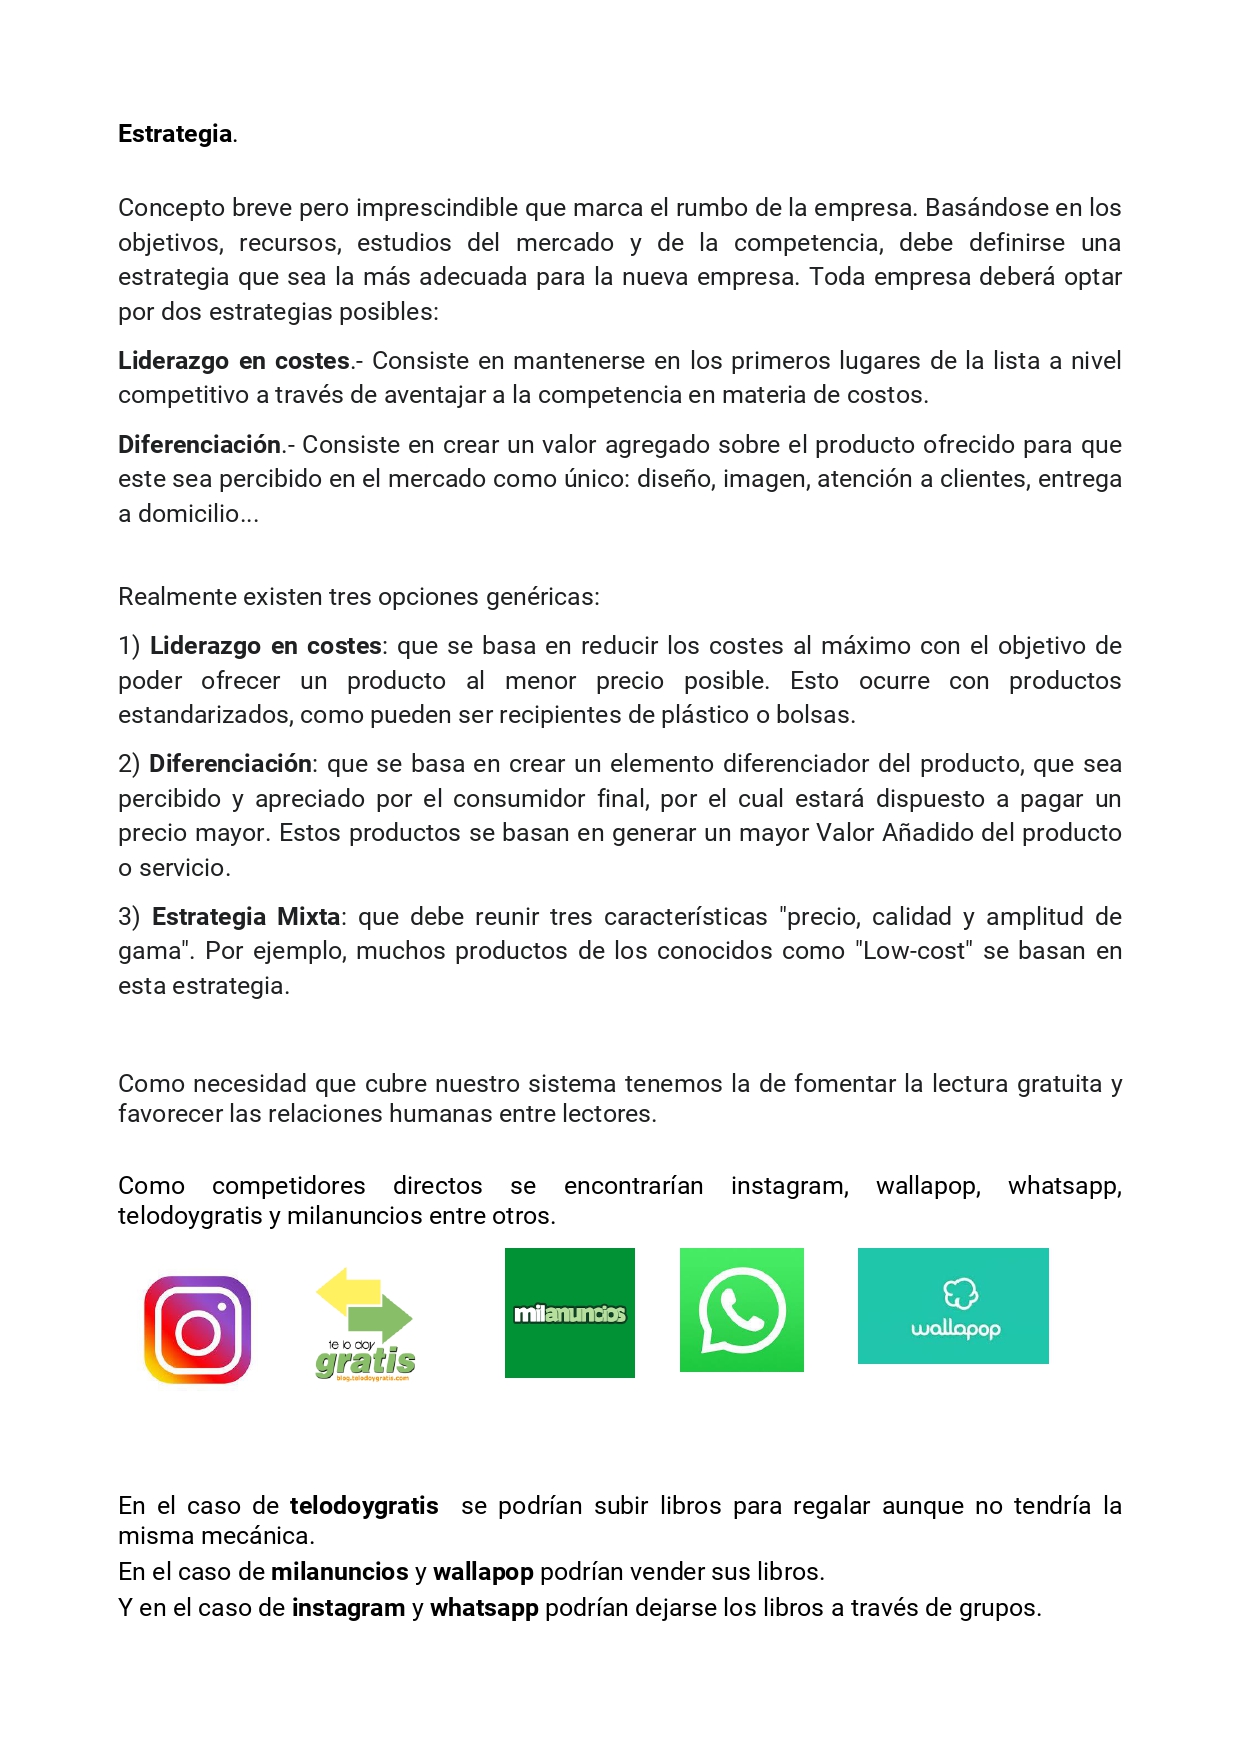 Estrategia.
Concepto breve pero imprescindible que marca el rumbo de la empresa. Basándose en los
objetivos, recursos, estudios del mercado y de la competencia, debe definirse una
estrategia que sea la más adecuada para la nueva empresa. Toda empresa deberá optar
por dos estrategias posibles:
Liderazgo en costes.- Consiste en mantenerse en los primeros lugares de la lista a nivel
competitivo a través de aventajar a la competencia en materia de costos.
Diferenciación.- Consiste en crear un valor agregado sobre el producto ofrecido para que
este sea percibido en el mercado como único: diseño, imagen, atención a clientes, entrega
a domicilio...
Realmente existen tres opciones genéricas:
1) Liderazgo en costes: que se basa en reducir los costes al máximo con el objetivo de
poder ofrecer un producto al menor precio posible. Esto ocurre con productos
estandarizados, como pueden ser recipientes de plástico o bolsas.
2) Diferenciación: que se basa en crear un elemento diferenciador del producto, que sea
percibido y apreciado por el consumidor final, por el cual estará dispuesto a pagar un
precio mayor. Estos productos se basan en generar un mayor Valor Añadido del producto
o servicio.
3) Estrategia Mixta: que debe reunir tres características "precio, calidad y amplitud de
gama". Por ejemplo, muchos productos de los conocidos como "Low-cost" se basan en
esta estrategia.
Como necesidad que cubre nuestro sistema tenemos la de fomentar la lectura gratuita y
favorecer las relaciones humanas entre lectores.
Como competidores directos se encontrarían instagram, wallapop, whatsapp,
telodoygratis y milanuncios entre otros.
te lo doy
gratis
blog.telodoygratis.com
milanuncios
wallapop
En el caso de telodoygratis se podrían subir libros para regalar aunque no tendría la
misma mecánica.
En el caso de milanuncios y wallapop podrían vender sus libros.
Y en el caso de instagram y whatsapp podrían dejarse los libros a través de grupos.